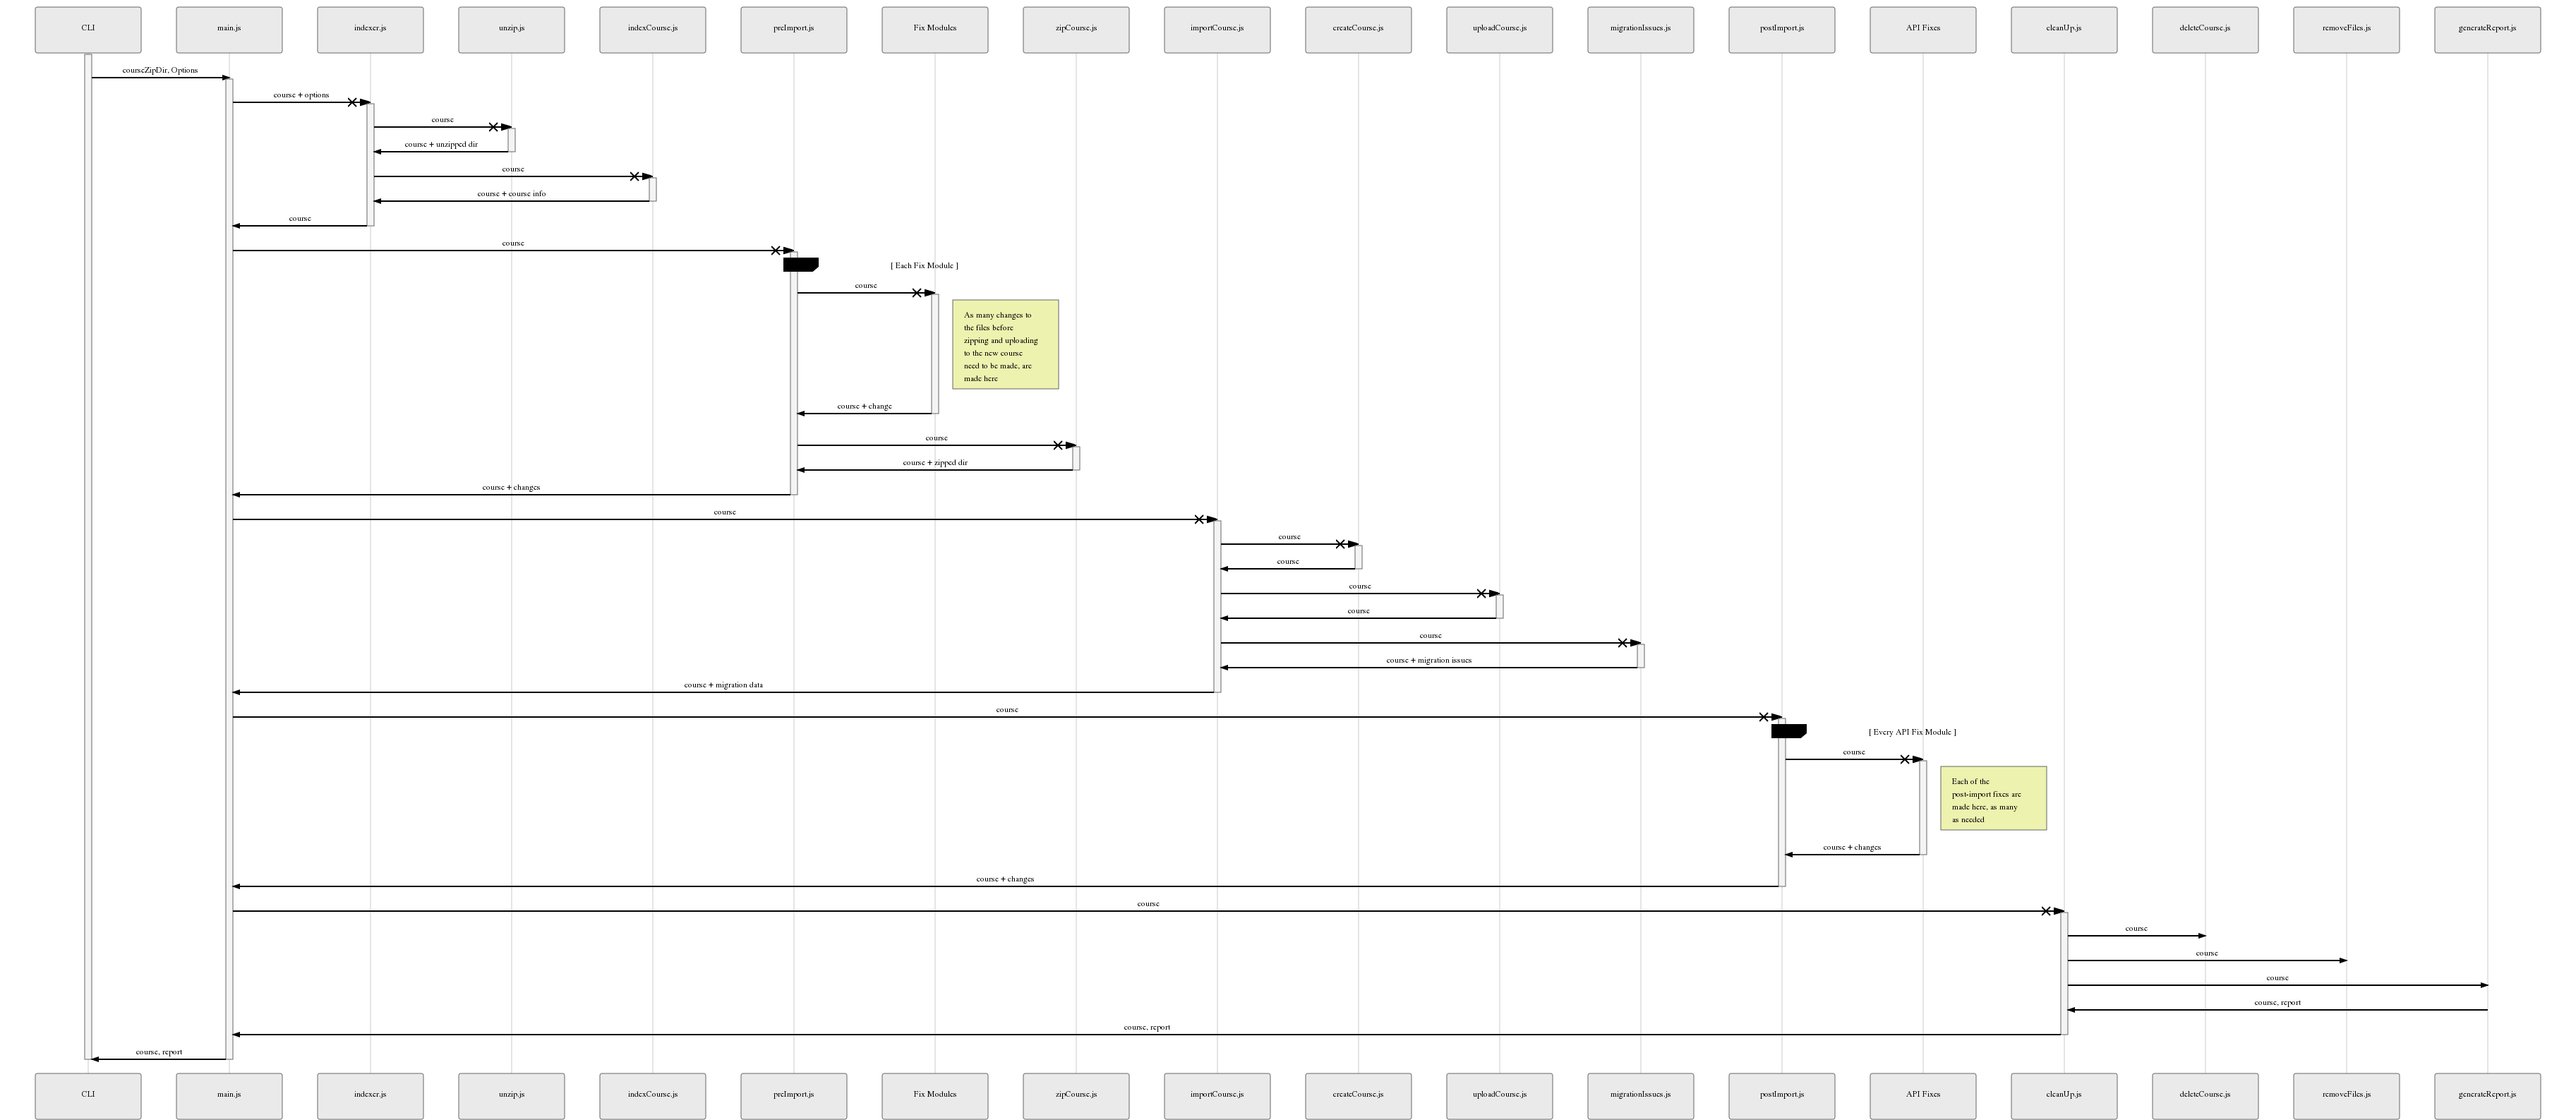 CLI main.js indexer.js unzip.js indexCourse.js preImport.js Fix Modules zipCourse.js importCourse.js createCourse.js uploadCourse.js migrationIssues.js postImport.js API Fixes cleanUp.js deleteCourse.js removeFiles.js generateReport.js
courseZipDir, Options
course + options
course
course + unzipped dir
course
course + course info
course
course
[ Each Fix Module ]
course
As many changes to
the files before
zipping and uploading
to the new course
need to be made, are
made here
course + change
course
course + zipped dir
course + changes
course
course
course
course
course
course
course + migration issues
course + migration data
course
[ Every API Fix Module ]
course
Each of the
post-import fixes are
made here, as many
as needed
course + changes
course + changes
course
course
course
course
course, report
course, report
course, report
CLI main.js indexer.js unzip.js indexCourse.js preImport.js Fix Modules zipCourse.js importCourse.js createCourse.js uploadCourse.js migrationIssues.js postImport.js API Fixes cleanUp.js deleteCourse.js removeFiles.js generateReport.js